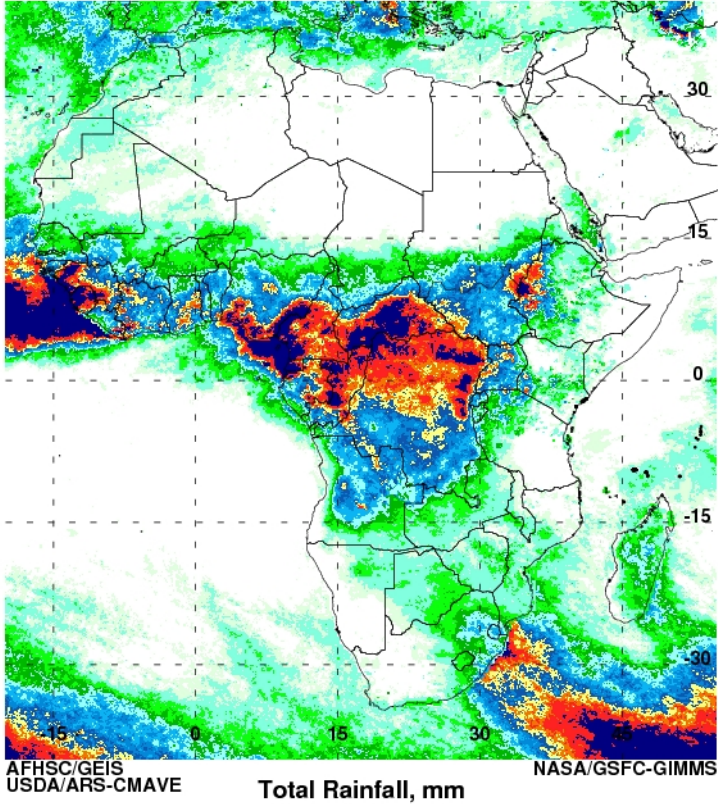 30
15
0
-15
-30
-15 0 15 30 45
AFHSC/GEIS
USDA/ARS-CMAVE
Total Rainfall, mm
NASA/GSFC-GIMMS